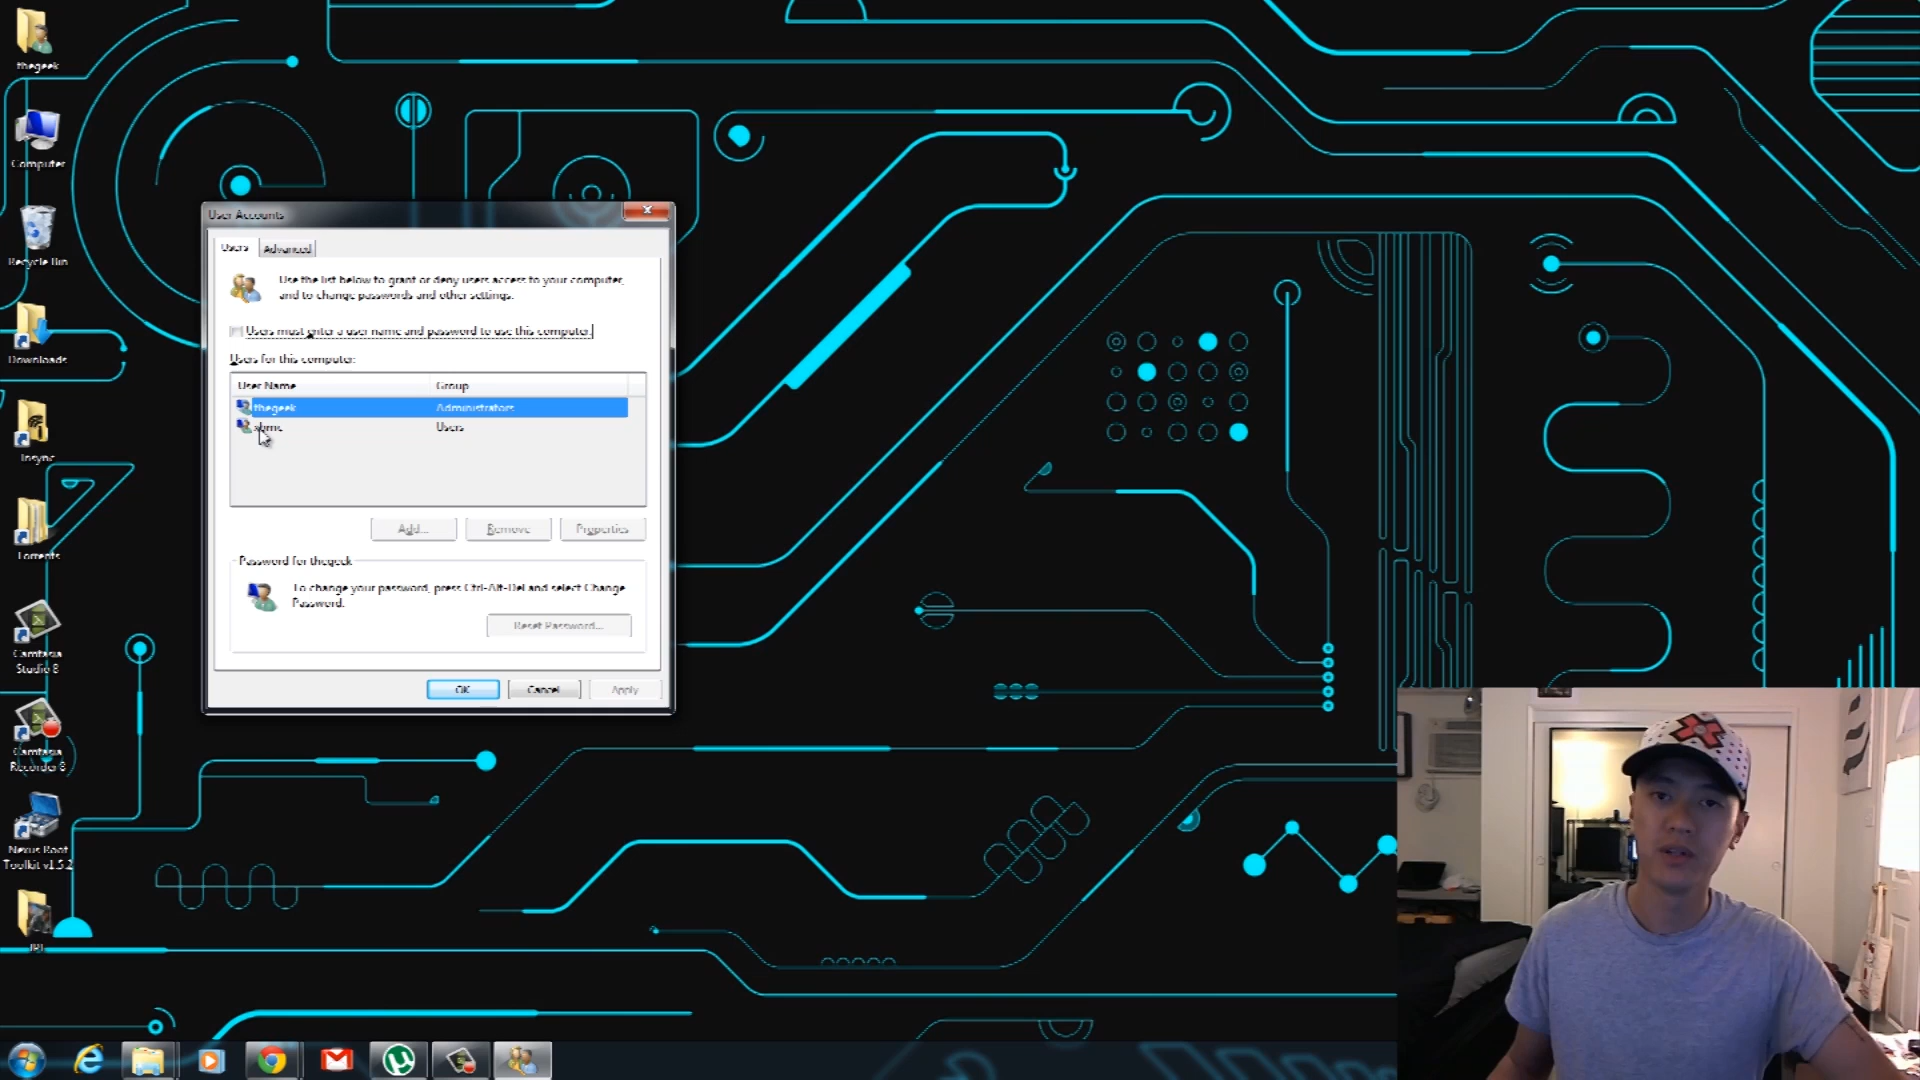 thegeek
Computer
Recycle Bin
Downloads
Insync
Torrents
Camtasia
Studio 8
Camtasia
Recorder 8
Nexus Root
Toolkit v1.5.2
User Accounts
Users
Advanced
Use the list below to grant or deny users access to your computer,
and to change passwords and other settings.
Users must enter a user name and password to use this computer.
Users for this computer:
User Name
Group
thegeek
Administrators
xbmc
Users
Add...
Remove
Properties
Password for thegeek
To change your password, press Ctrl-Alt-Del and select Change
Password.
Reset Password...
OK
Cancel
Apply